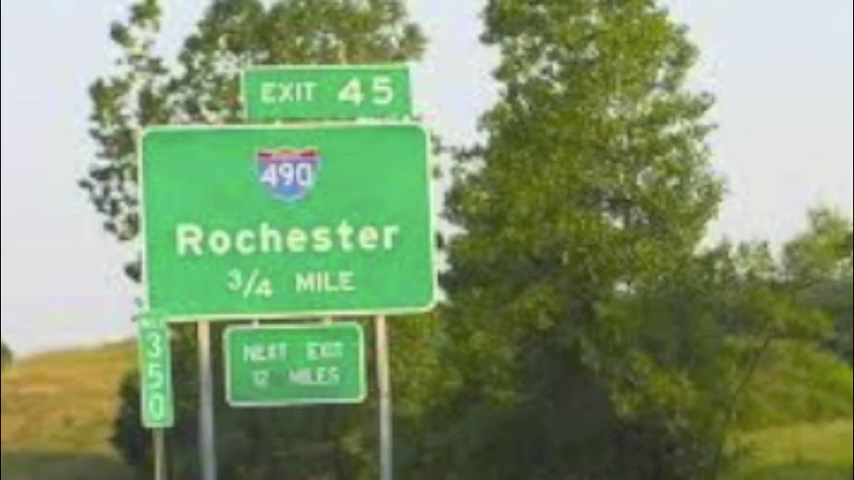 EXIT 45
490
Rochester
3/4 MILE
NEXT EXIT
12 MILES
350